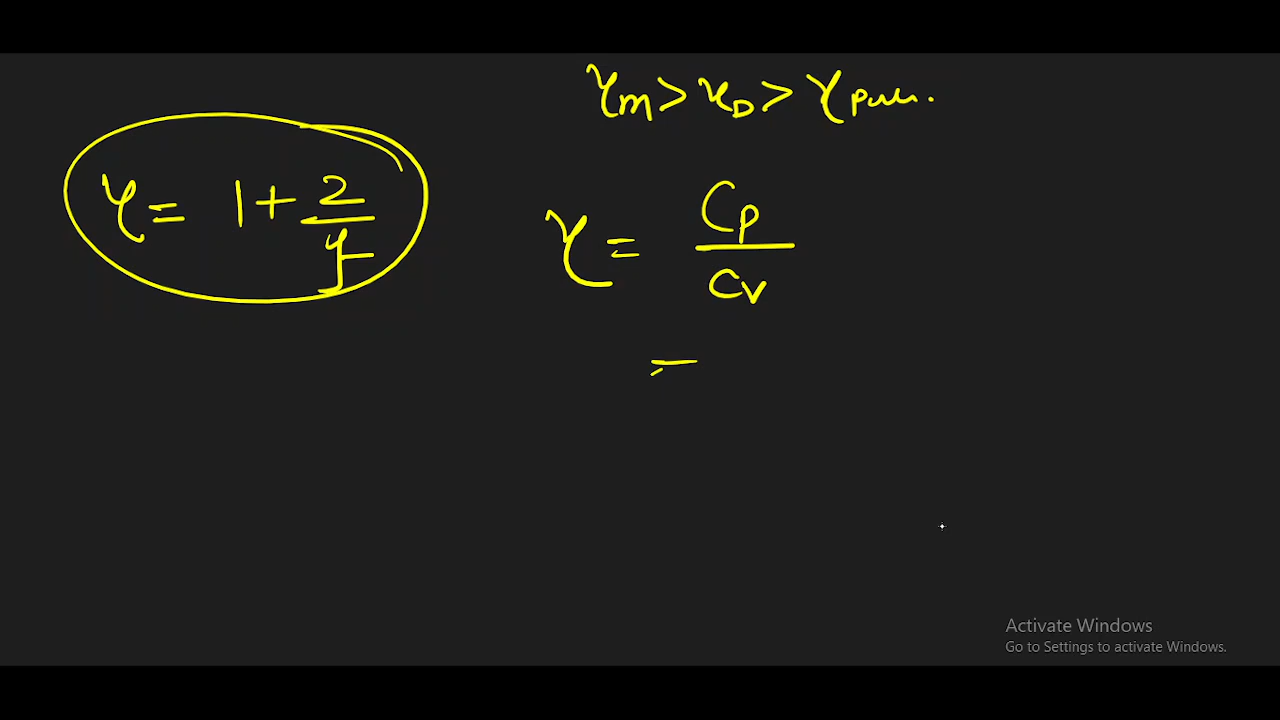 γm > γD > γPoly.
γ = 1 + 2/f
γ = Cp/Cv
=
Activate Windows
Go to Settings to activate Windows.